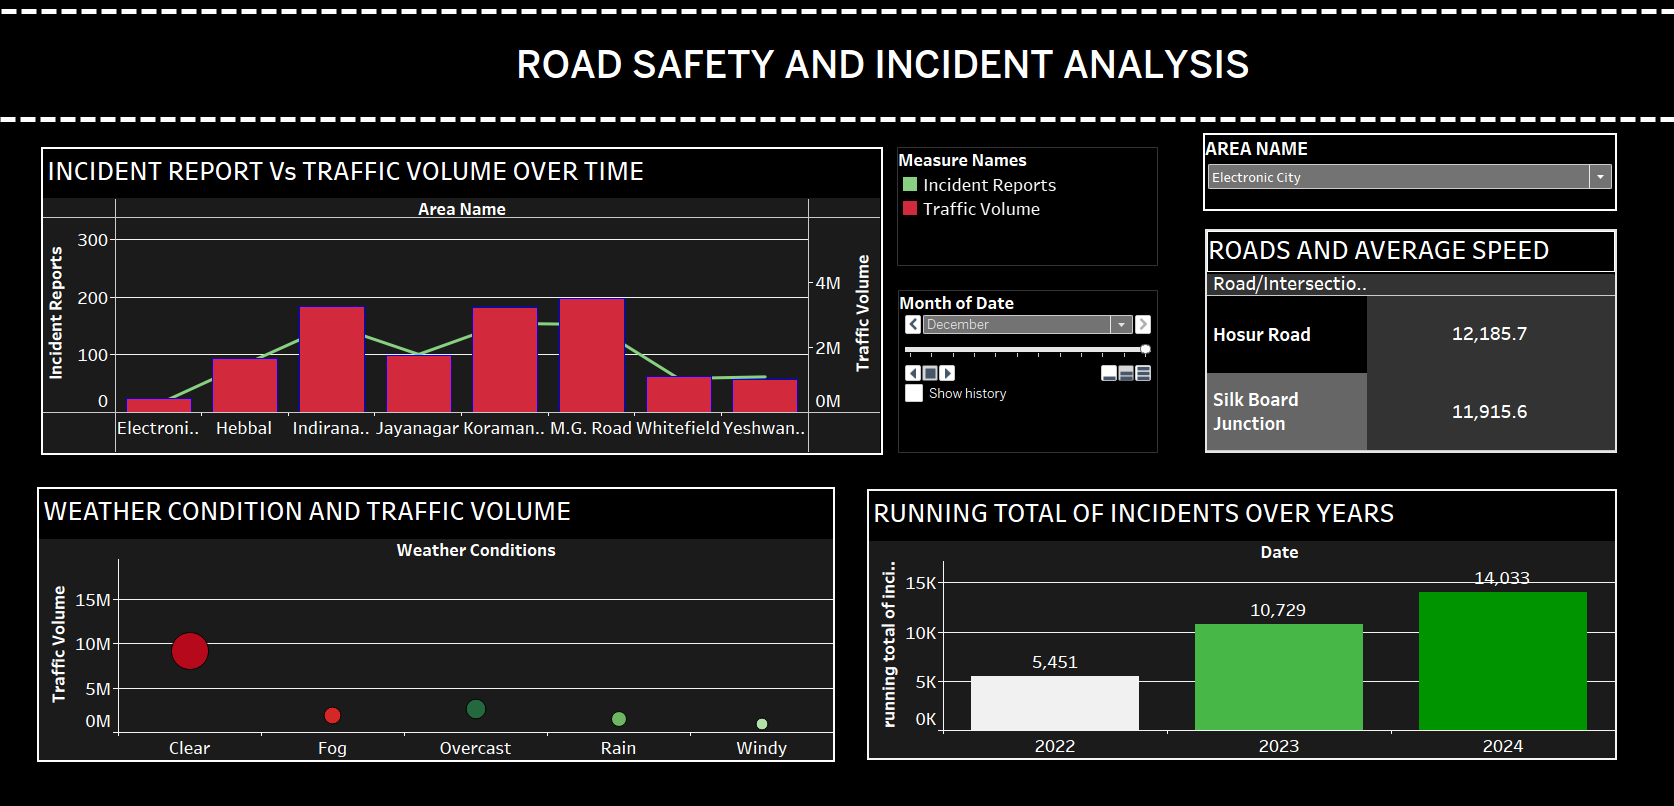 ROAD SAFETY AND INCIDENT ANALYSIS
INCIDENT REPORT Vs TRAFFIC VOLUME OVER TIME
Area Name
Incident Reports
300
200
100
0
4M
2M
0M
Traffic Volume
Electroni..
Hebbal
Indirana..
Jayanagar
Koraman..
M.G. Road
Whitefield
Yeshwan..
Measure Names
Incident Reports
Traffic Volume
Month of Date
December
Show history
AREA NAME
Electronic City
ROADS AND AVERAGE SPEED
Road/Intersectio..
Hosur Road
12,185.7
Silk Board
Junction
11,915.6
WEATHER CONDITION AND TRAFFIC VOLUME
Weather Conditions
Traffic Volume
15M
10M
5M
0M
Clear
Fog
Overcast
Rain
Windy
RUNNING TOTAL OF INCIDENTS OVER YEARS
Date
running total of inci..
15K
10K
5K
0K
5,451
10,729
14,033
2022
2023
2024